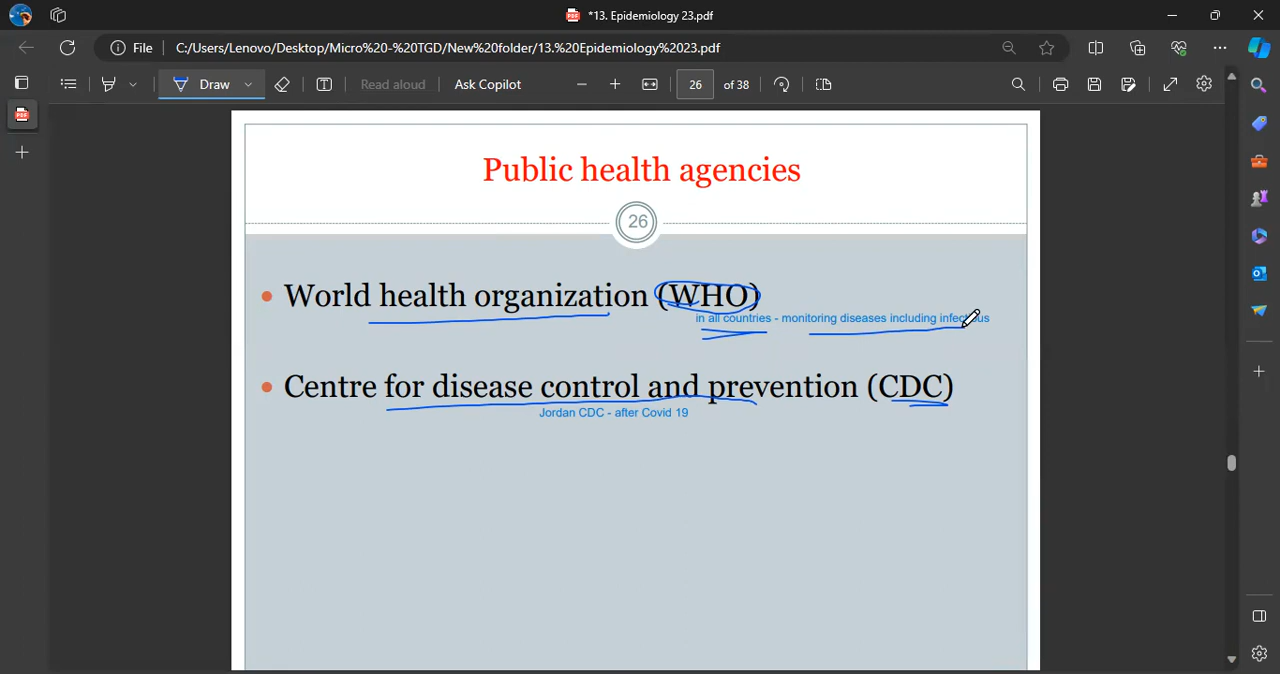 *13. Epidemiology 23.pdf
File C:/Users/Lenovo/Desktop/Micro%20-%20TGD/New%20folder/13.%20Epidemiology%2023.pdf
Draw Read aloud Ask Copilot 26 of 38
Public health agencies
26
• World health organization (WHO)
in all countries - monitoring diseases including infectious
• Centre for disease control and prevention (CDC)
Jordan CDC - after Covid 19